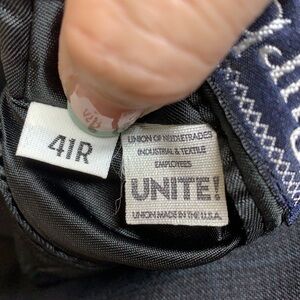 41R
UNION OF NEEDLETRADES
INDUSTRIAL & TEXTILE
EMPLOYEES
UNITE!
UNION MADE IN THE U.S.A.